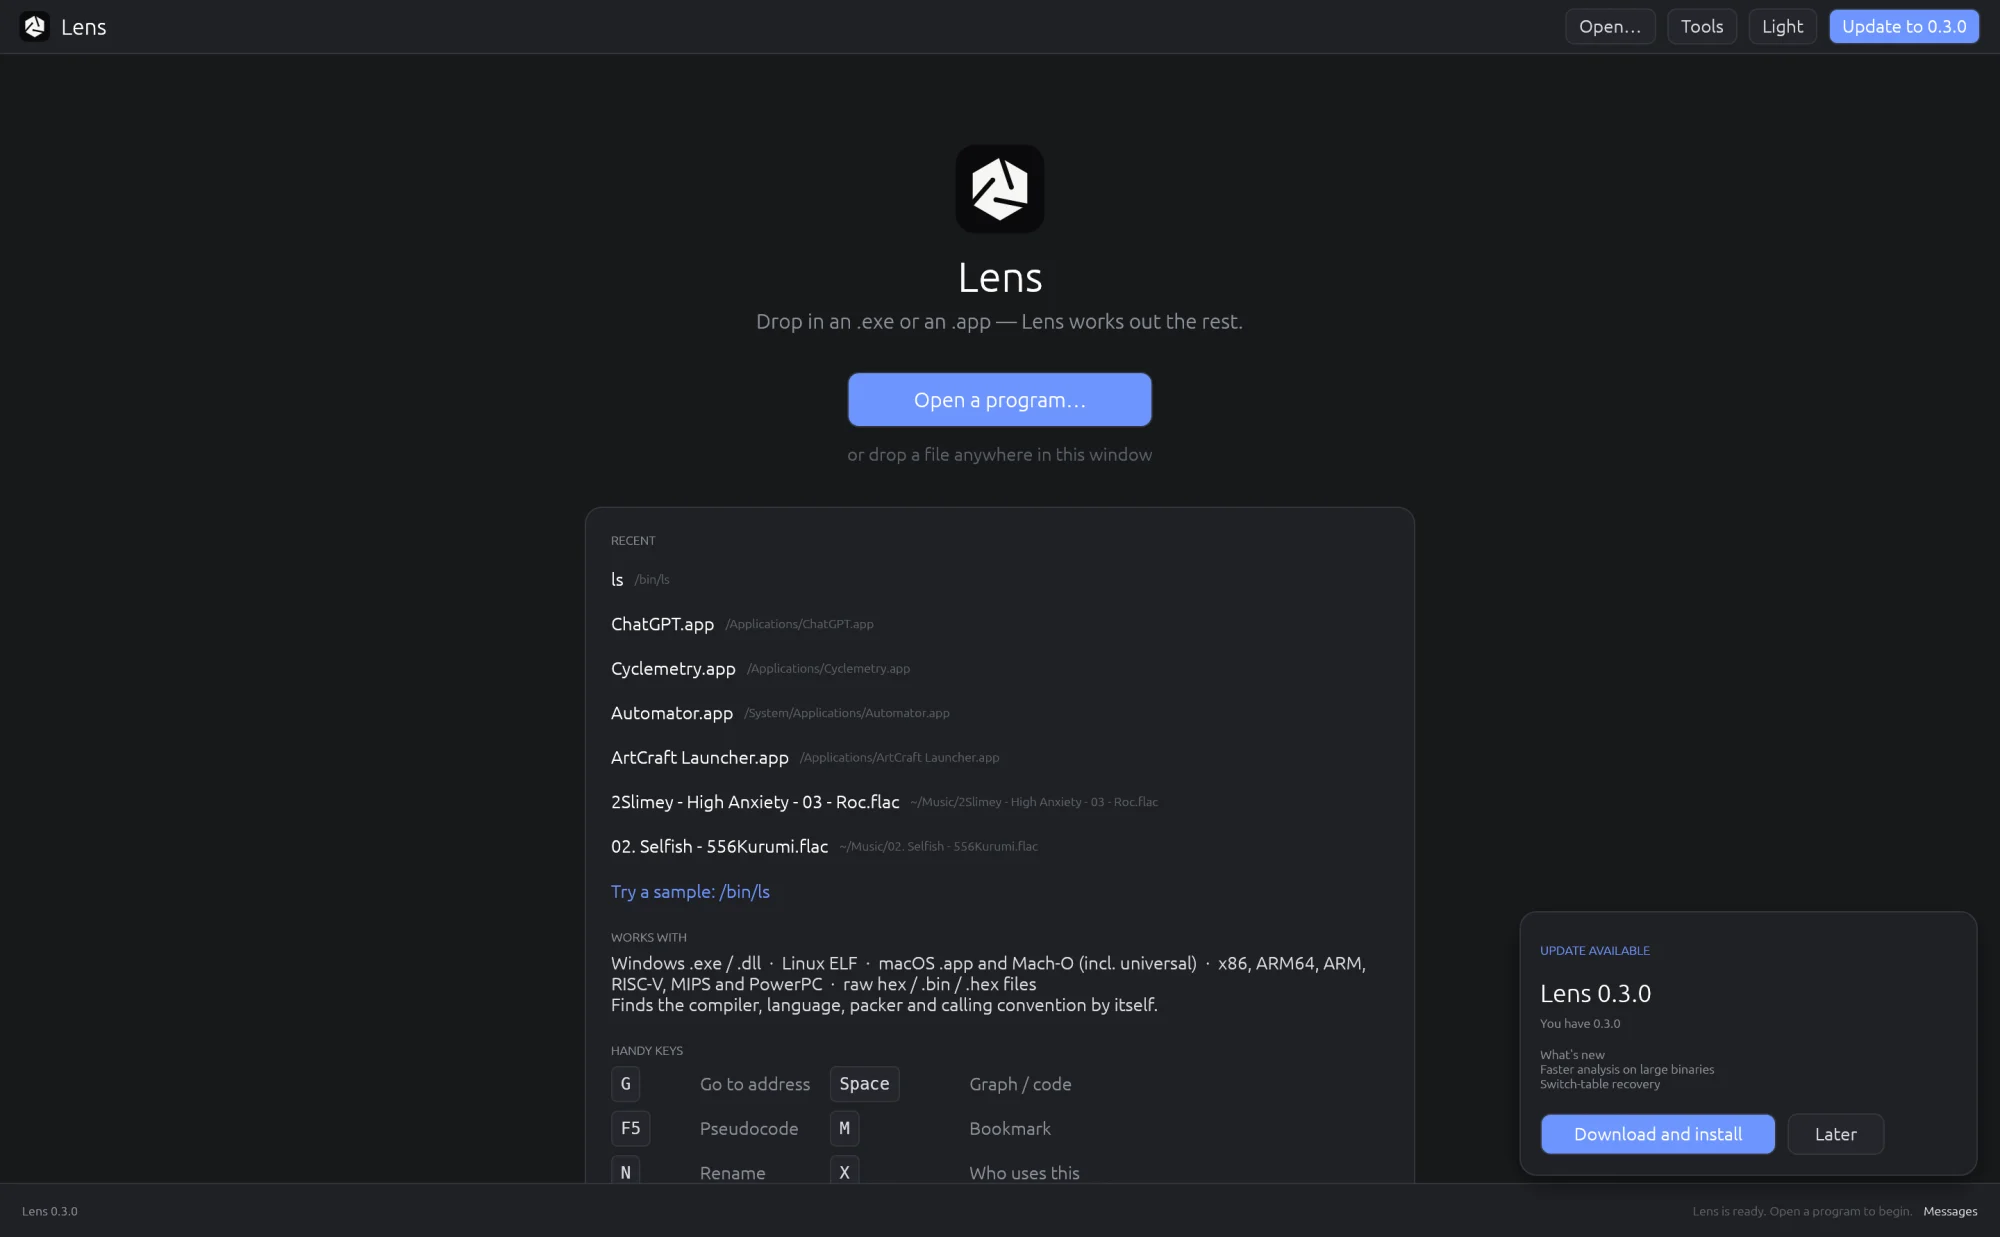 Lens
Open...
Tools
Light
Update to 0.3.0
Lens
Drop in an .exe or an .app — Lens works out the rest.
Open a program...
or drop a file anywhere in this window
RECENT
ls /bin/ls
ChatGPT.app /Applications/ChatGPT.app
Cyclemetry.app /Applications/Cyclemetry.app
Automator.app /System/Applications/Automator.app
ArtCraft Launcher.app /Applications/ArtCraft Launcher.app
2Slimey - High Anxiety - 03 - Roc.flac ~/Music/2Slimey - High Anxiety - 03 - Roc.flac
02. Selfish - 556Kurumi.flac ~/Music/02. Selfish - 556Kurumi.flac
Try a sample: /bin/ls
WORKS WITH
Windows .exe / .dll · Linux ELF · macOS .app and Mach-O (incl. universal) · x86, ARM64, ARM,
RISC-V, MIPS and PowerPC · raw hex / .bin / .hex files
Finds the compiler, language, packer and calling convention by itself.
HANDY KEYS
G Go to address Space Graph / code
F5 Pseudocode M Bookmark
N Rename X Who uses this
UPDATE AVAILABLE
Lens 0.3.0
You have 0.3.0
What's new
Faster analysis on large binaries
Switch-table recovery
Download and install
Later
Lens 0.3.0
Lens is ready. Open a program to begin. Messages